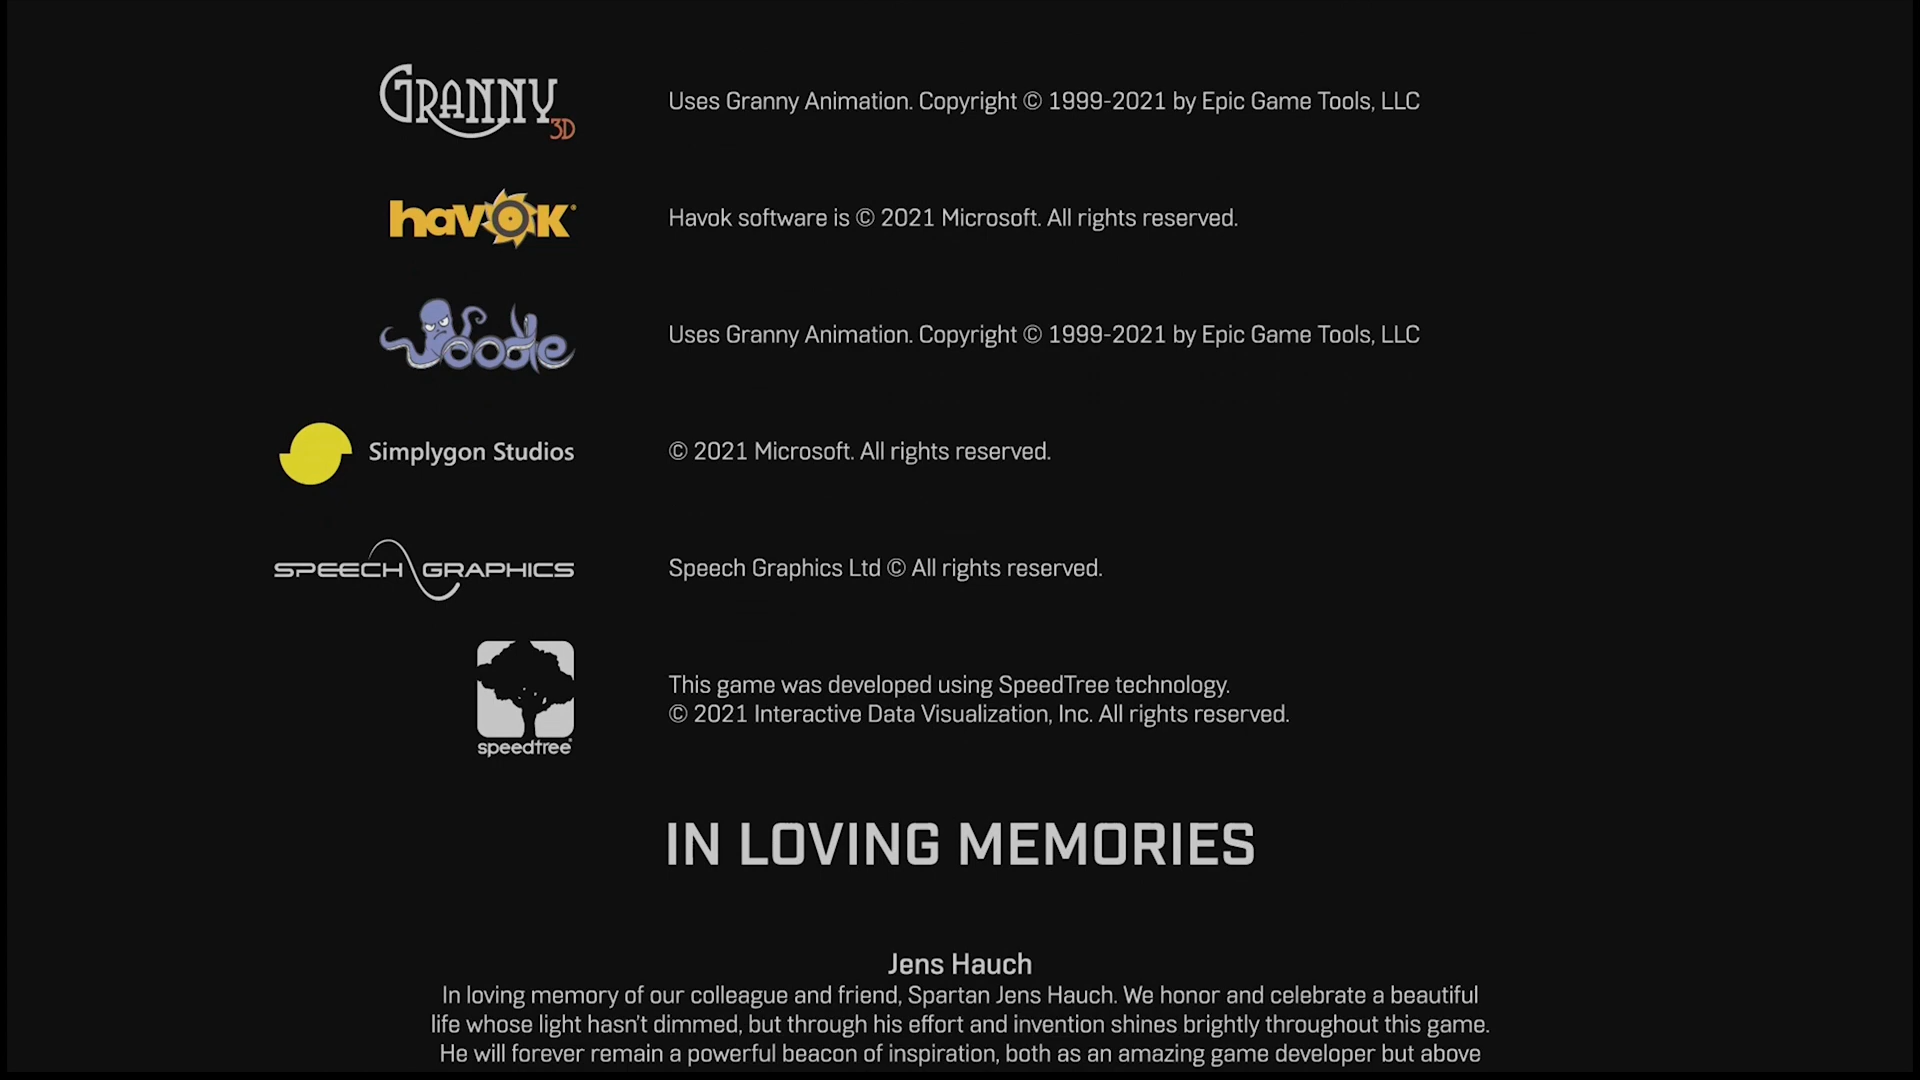 GRANNY 3D
Uses Granny Animation. Copyright © 1999-2021 by Epic Game Tools, LLC
havok®
Havok software is © 2021 Microsoft. All rights reserved.
oodle
Uses Granny Animation. Copyright © 1999-2021 by Epic Game Tools, LLC
Simplygon Studios
© 2021 Microsoft. All rights reserved.
SPEECH GRAPHICS
Speech Graphics Ltd © All rights reserved.
speedtree®
This game was developed using SpeedTree technology.
© 2021 Interactive Data Visualization, Inc. All rights reserved.
IN LOVING MEMORIES
Jens Hauch
In loving memory of our colleague and friend, Spartan Jens Hauch. We honor and celebrate a beautiful
life whose light hasn't dimmed, but through his effort and invention shines brightly throughout this game.
He will forever remain a powerful beacon of inspiration, both as an amazing game developer but above